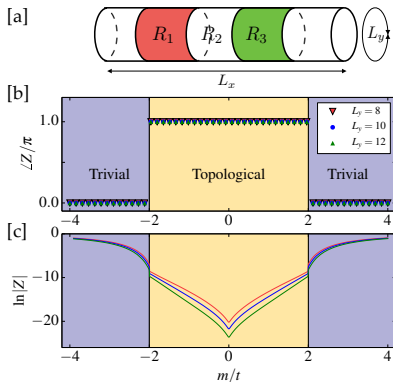 [a]
R1 R2 R3 Ly
Lx
[b]
∠Z/π
1.0
0.0
Trivial Topological Trivial
Ly = 8
Ly = 10
Ly = 12
[c]
ln|Z|
0
−10
−20
−4 −2 0 2 4
m/t